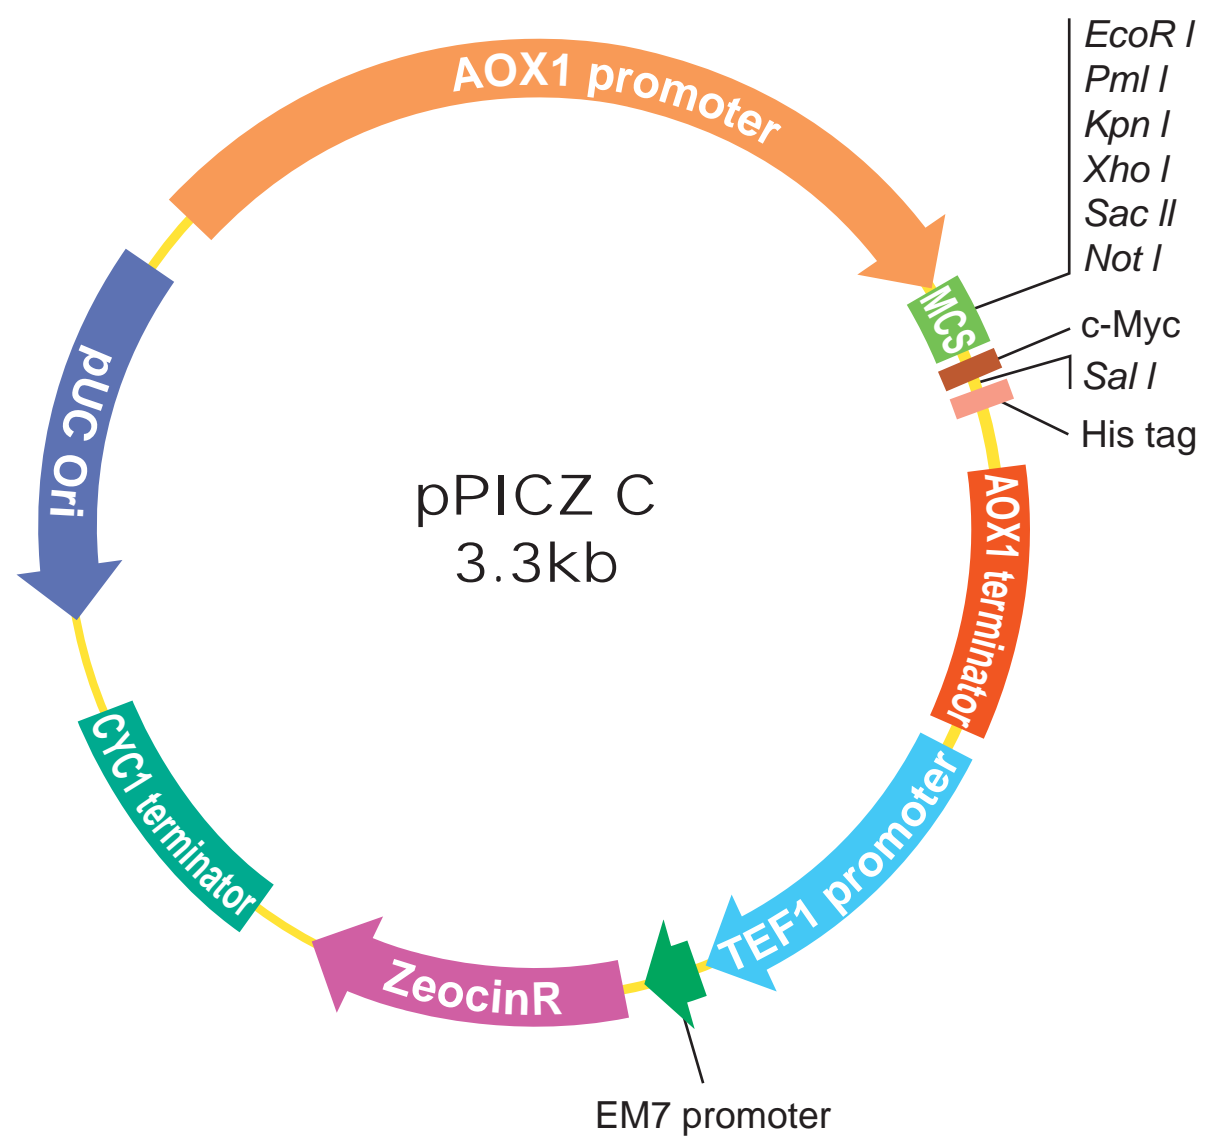 AOX1 promoter
EcoR I
Pml I
Kpn I
Xho I
Sac II
Not I
MCS
c-Myc
Sal I
His tag
AOX1 terminator
TEF1 promoter
EM7 promoter
ZeocinR
CYC1 terminator
pUC Ori
pPICZ C
3.3kb